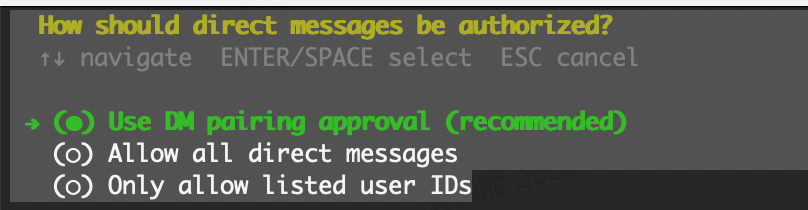 How should direct messages be authorized?
↑↓ navigate  ENTER/SPACE select  ESC cancel
→ (●) Use DM pairing approval (recommended)
(○) Allow all direct messages
(○) Only allow listed user IDs